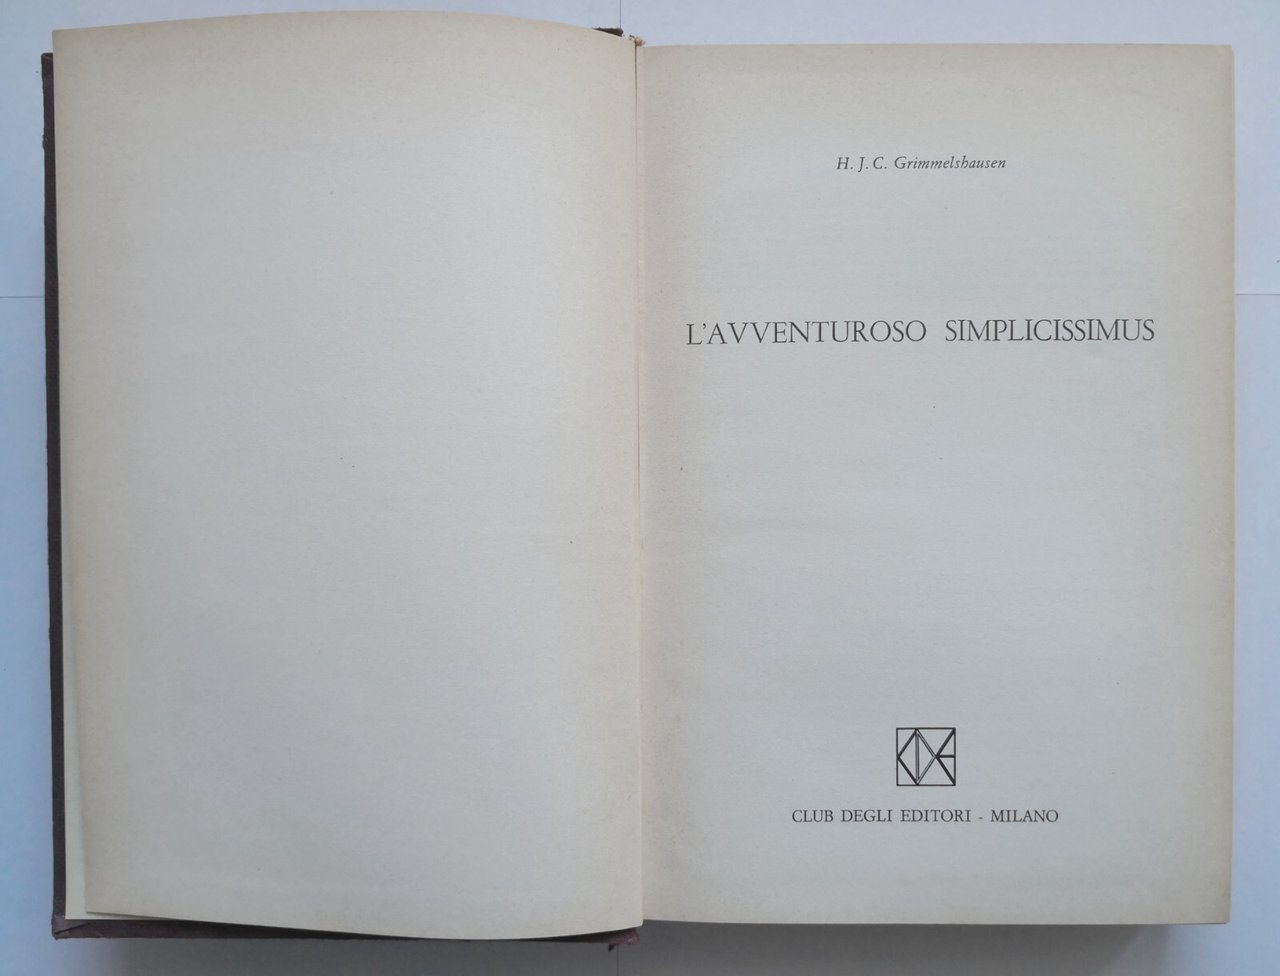 H. J. C. Grimmelshausen
L'AVVENTUROSO SIMPLICISSIMUS
CLUB DEGLI EDITORI - MILANO